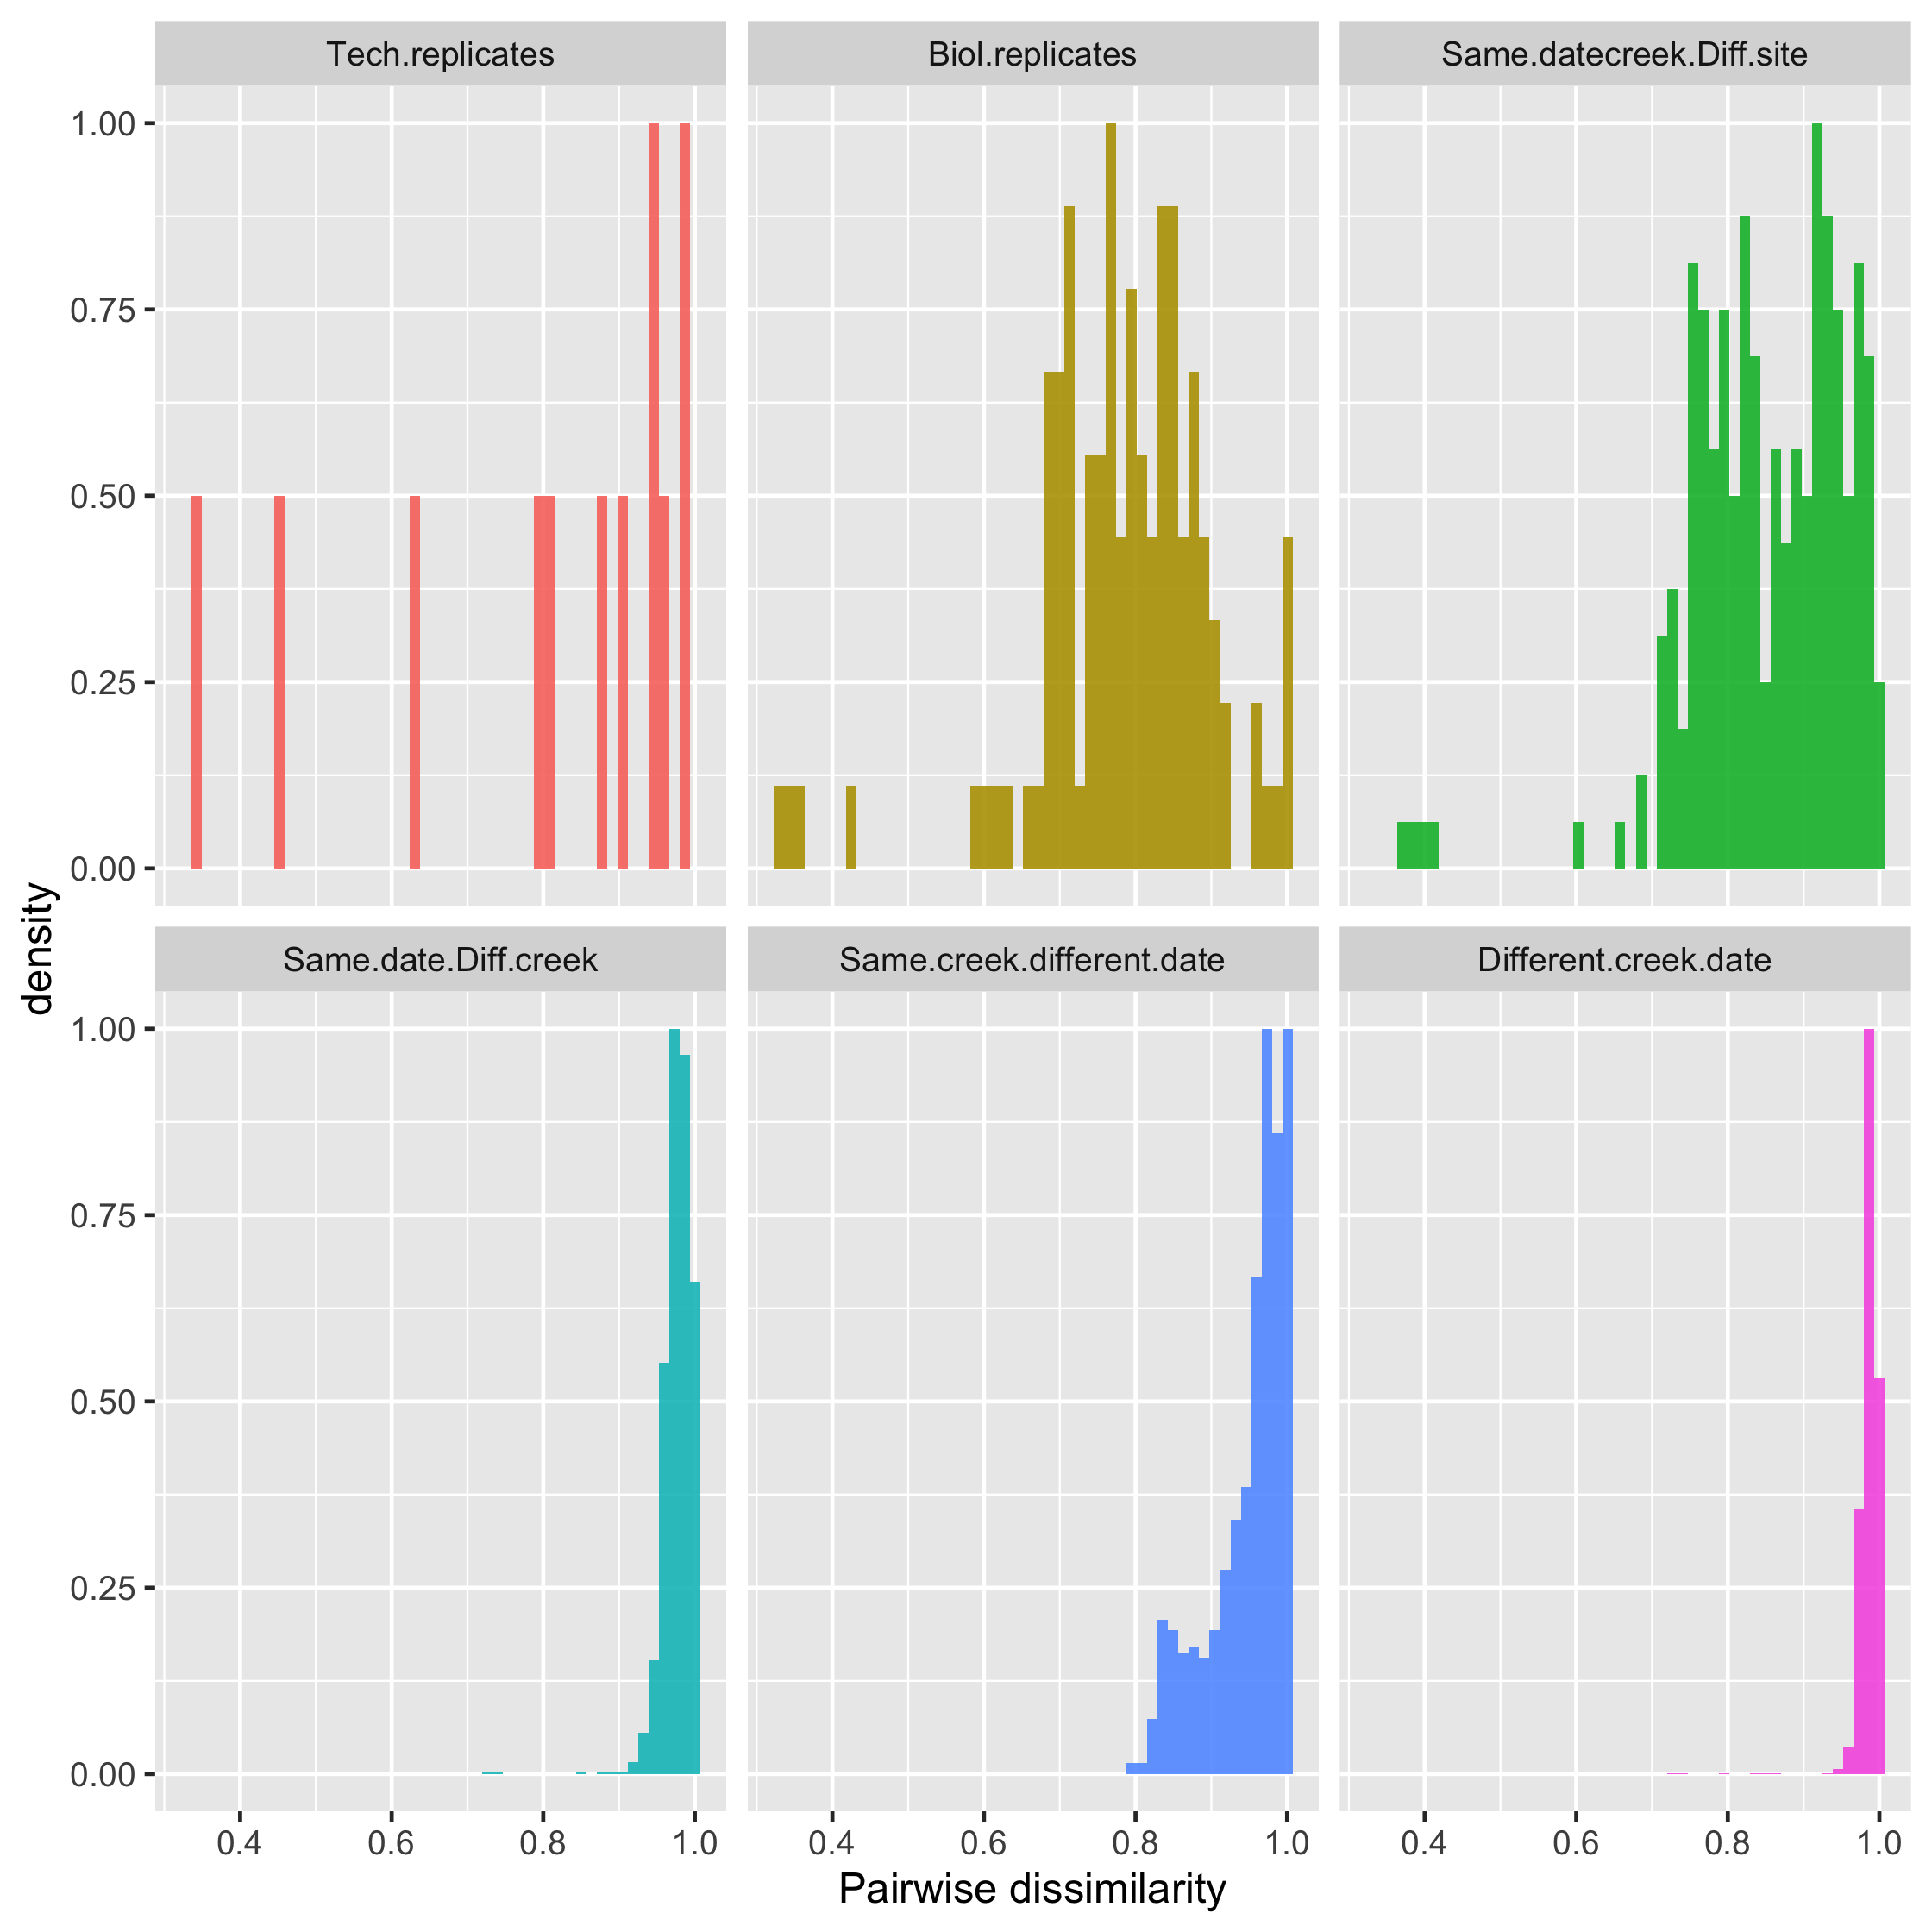 Tech.replicates
Biol.replicates
Same.datecreek.Diff.site
1.00
0.75
0.50
0.25
0.00
density
Same.date.Diff.creek
Same.creek.different.date
Different.creek.date
1.00
0.75
0.50
0.25
0.00
0.4 0.6 0.8 1.0
0.4 0.6 0.8 1.0
0.4 0.6 0.8 1.0
Pairwise dissimilarity